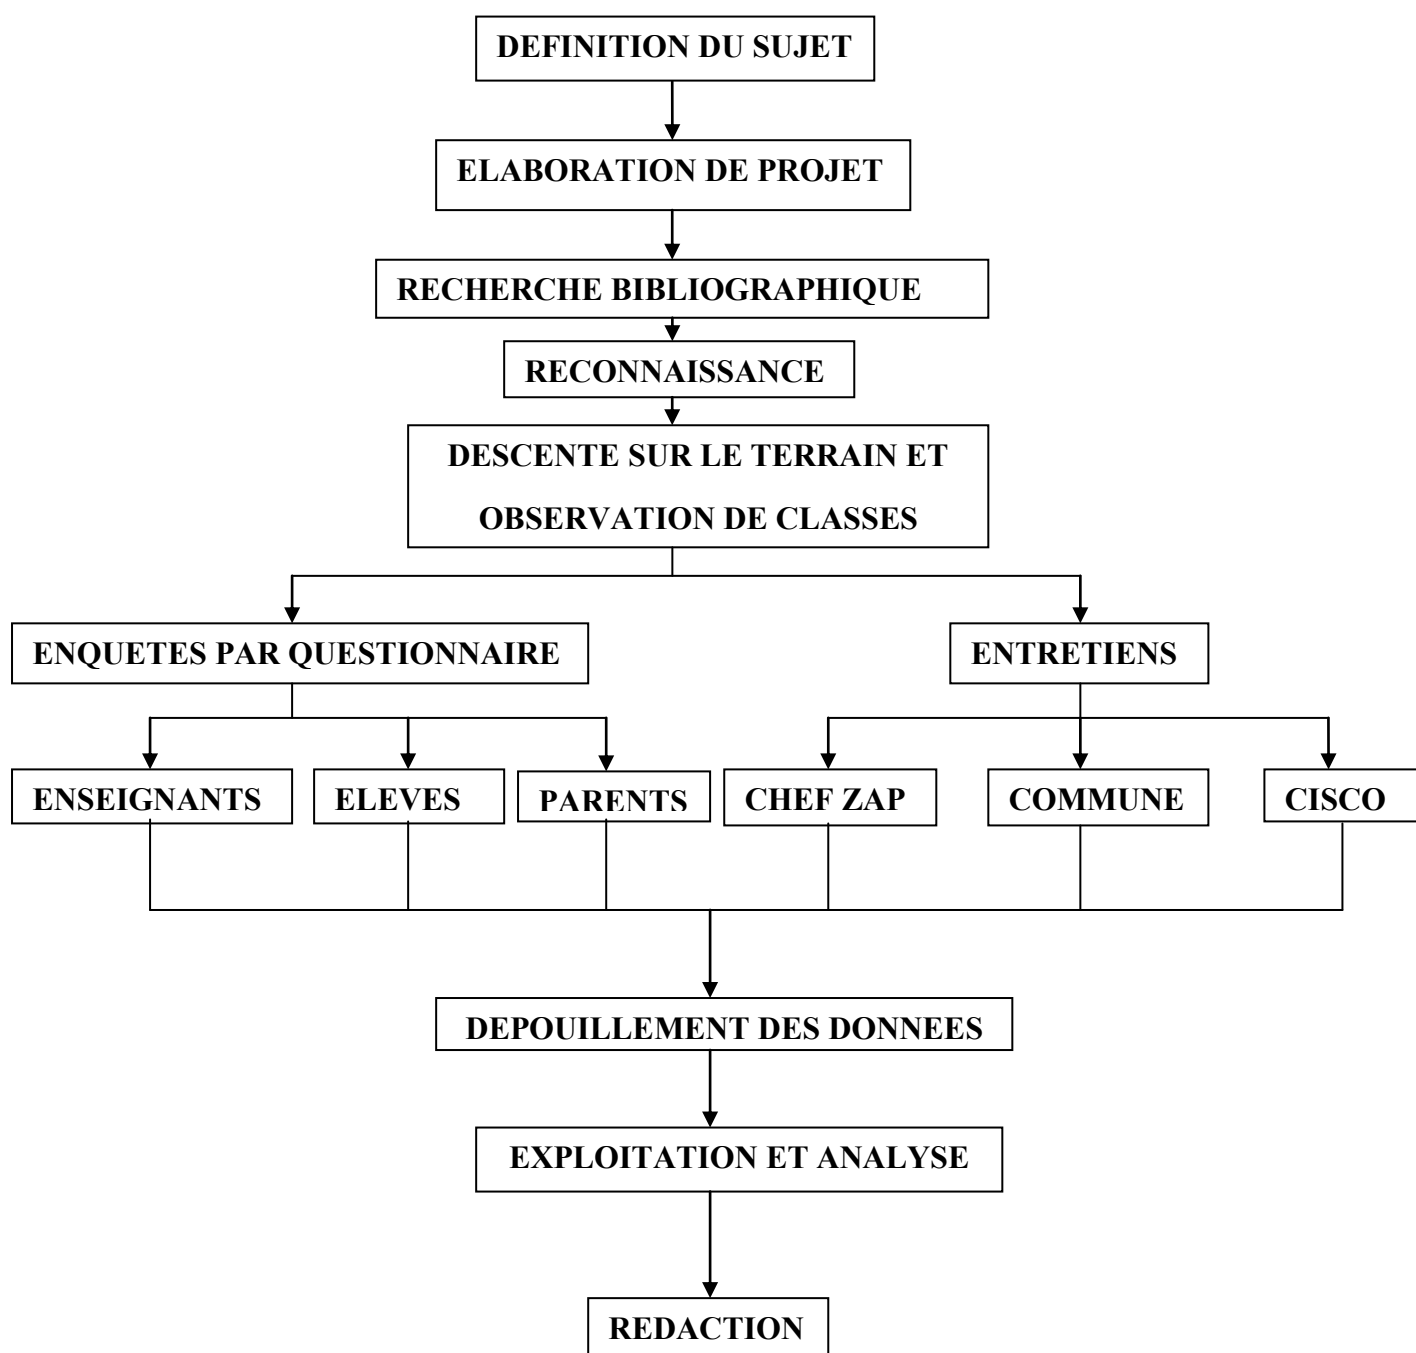 DEFINITION DU SUJET
ELABORATION DE PROJET
RECHERCHE BIBLIOGRAPHIQUE
RECONNAISSANCE
DESCENTE SUR LE TERRAIN ET
OBSERVATION DE CLASSES
ENQUETES PAR QUESTIONNAIRE
ENTRETIENS
ENSEIGNANTS
ELEVES
PARENTS
CHEF ZAP
COMMUNE
CISCO
DEPOUILLEMENT DES DONNEES
EXPLOITATION ET ANALYSE
REDACTION